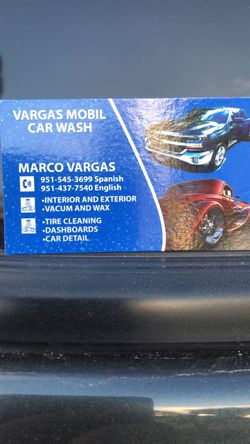 VARGA'S MOBIL
CAR WASH
MARCO VARGAS
951-545-3699 Spanish
951-437-7540 English
•INTERIOR AND EXTERIOR
•VACUM AND WAX
•TIRE CLEANING
•DASHBOARDS
•CAR DETAIL